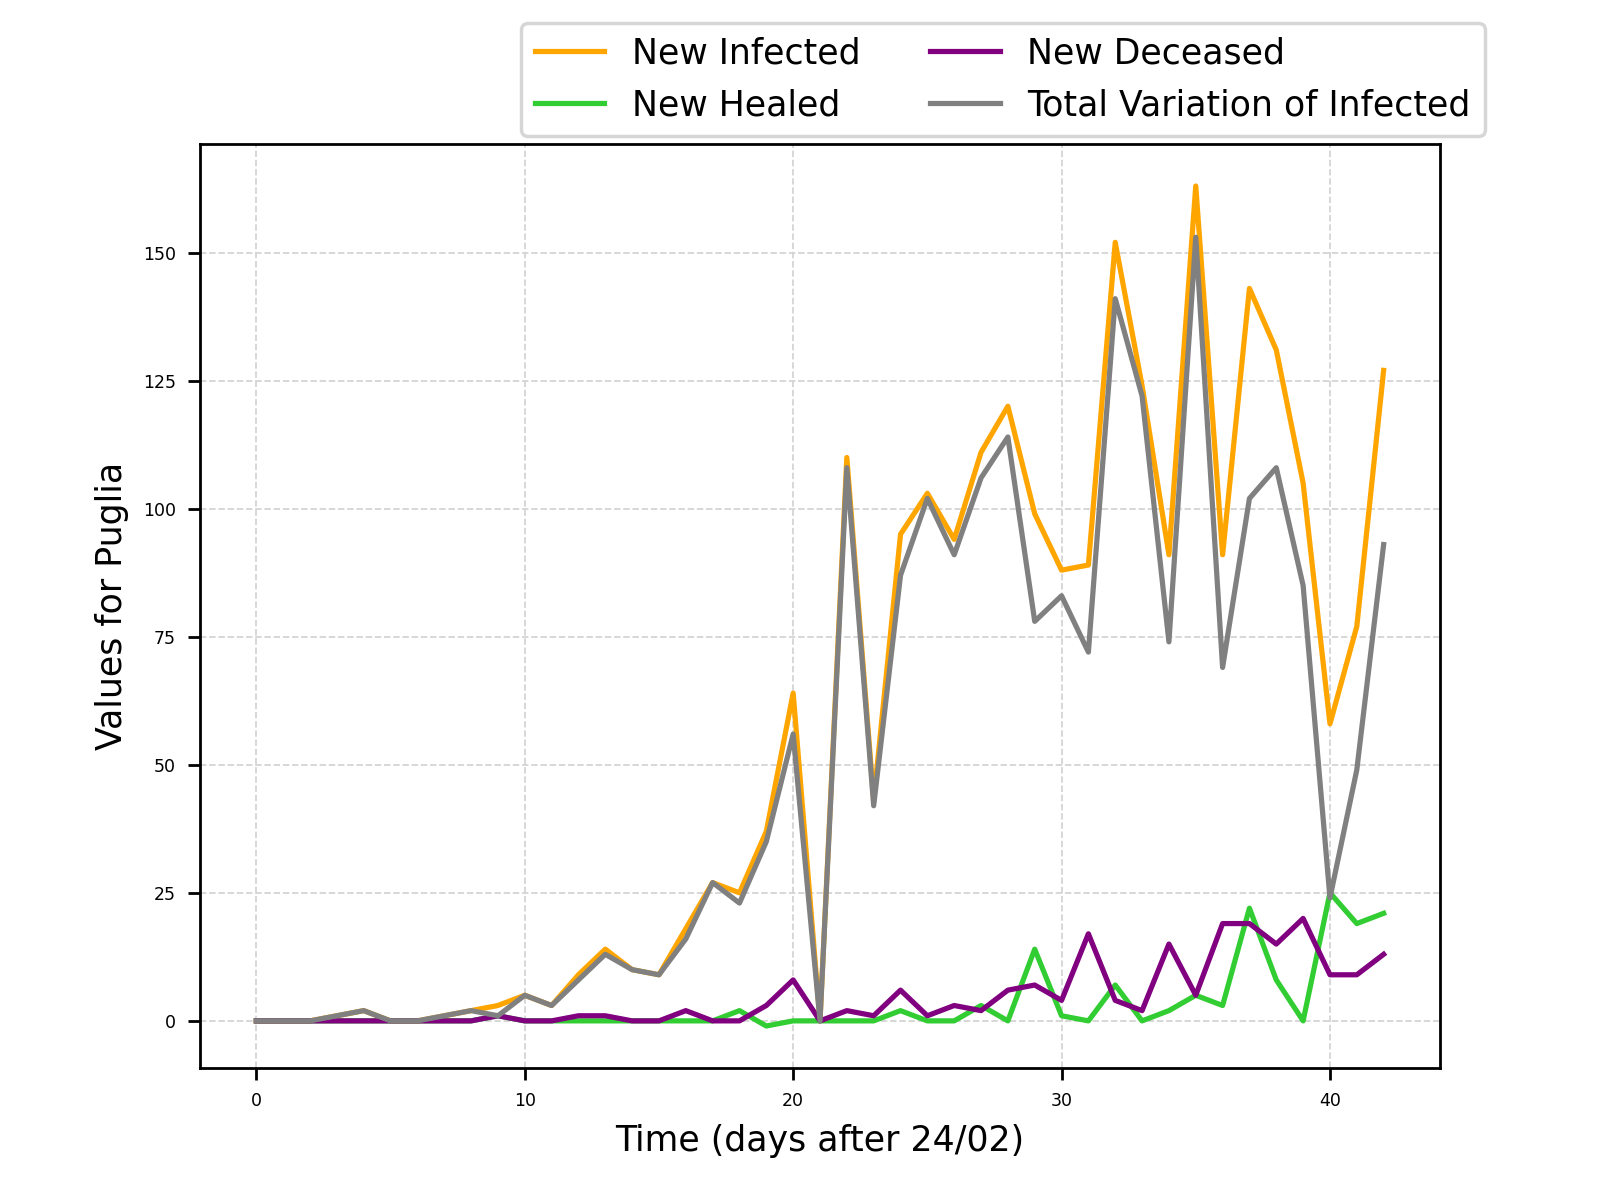 New Infected
New Healed
New Deceased
Total Variation of Infected
Values for Puglia
150
125
100
75
50
25
0
0 10 20 30 40
Time (days after 24/02)